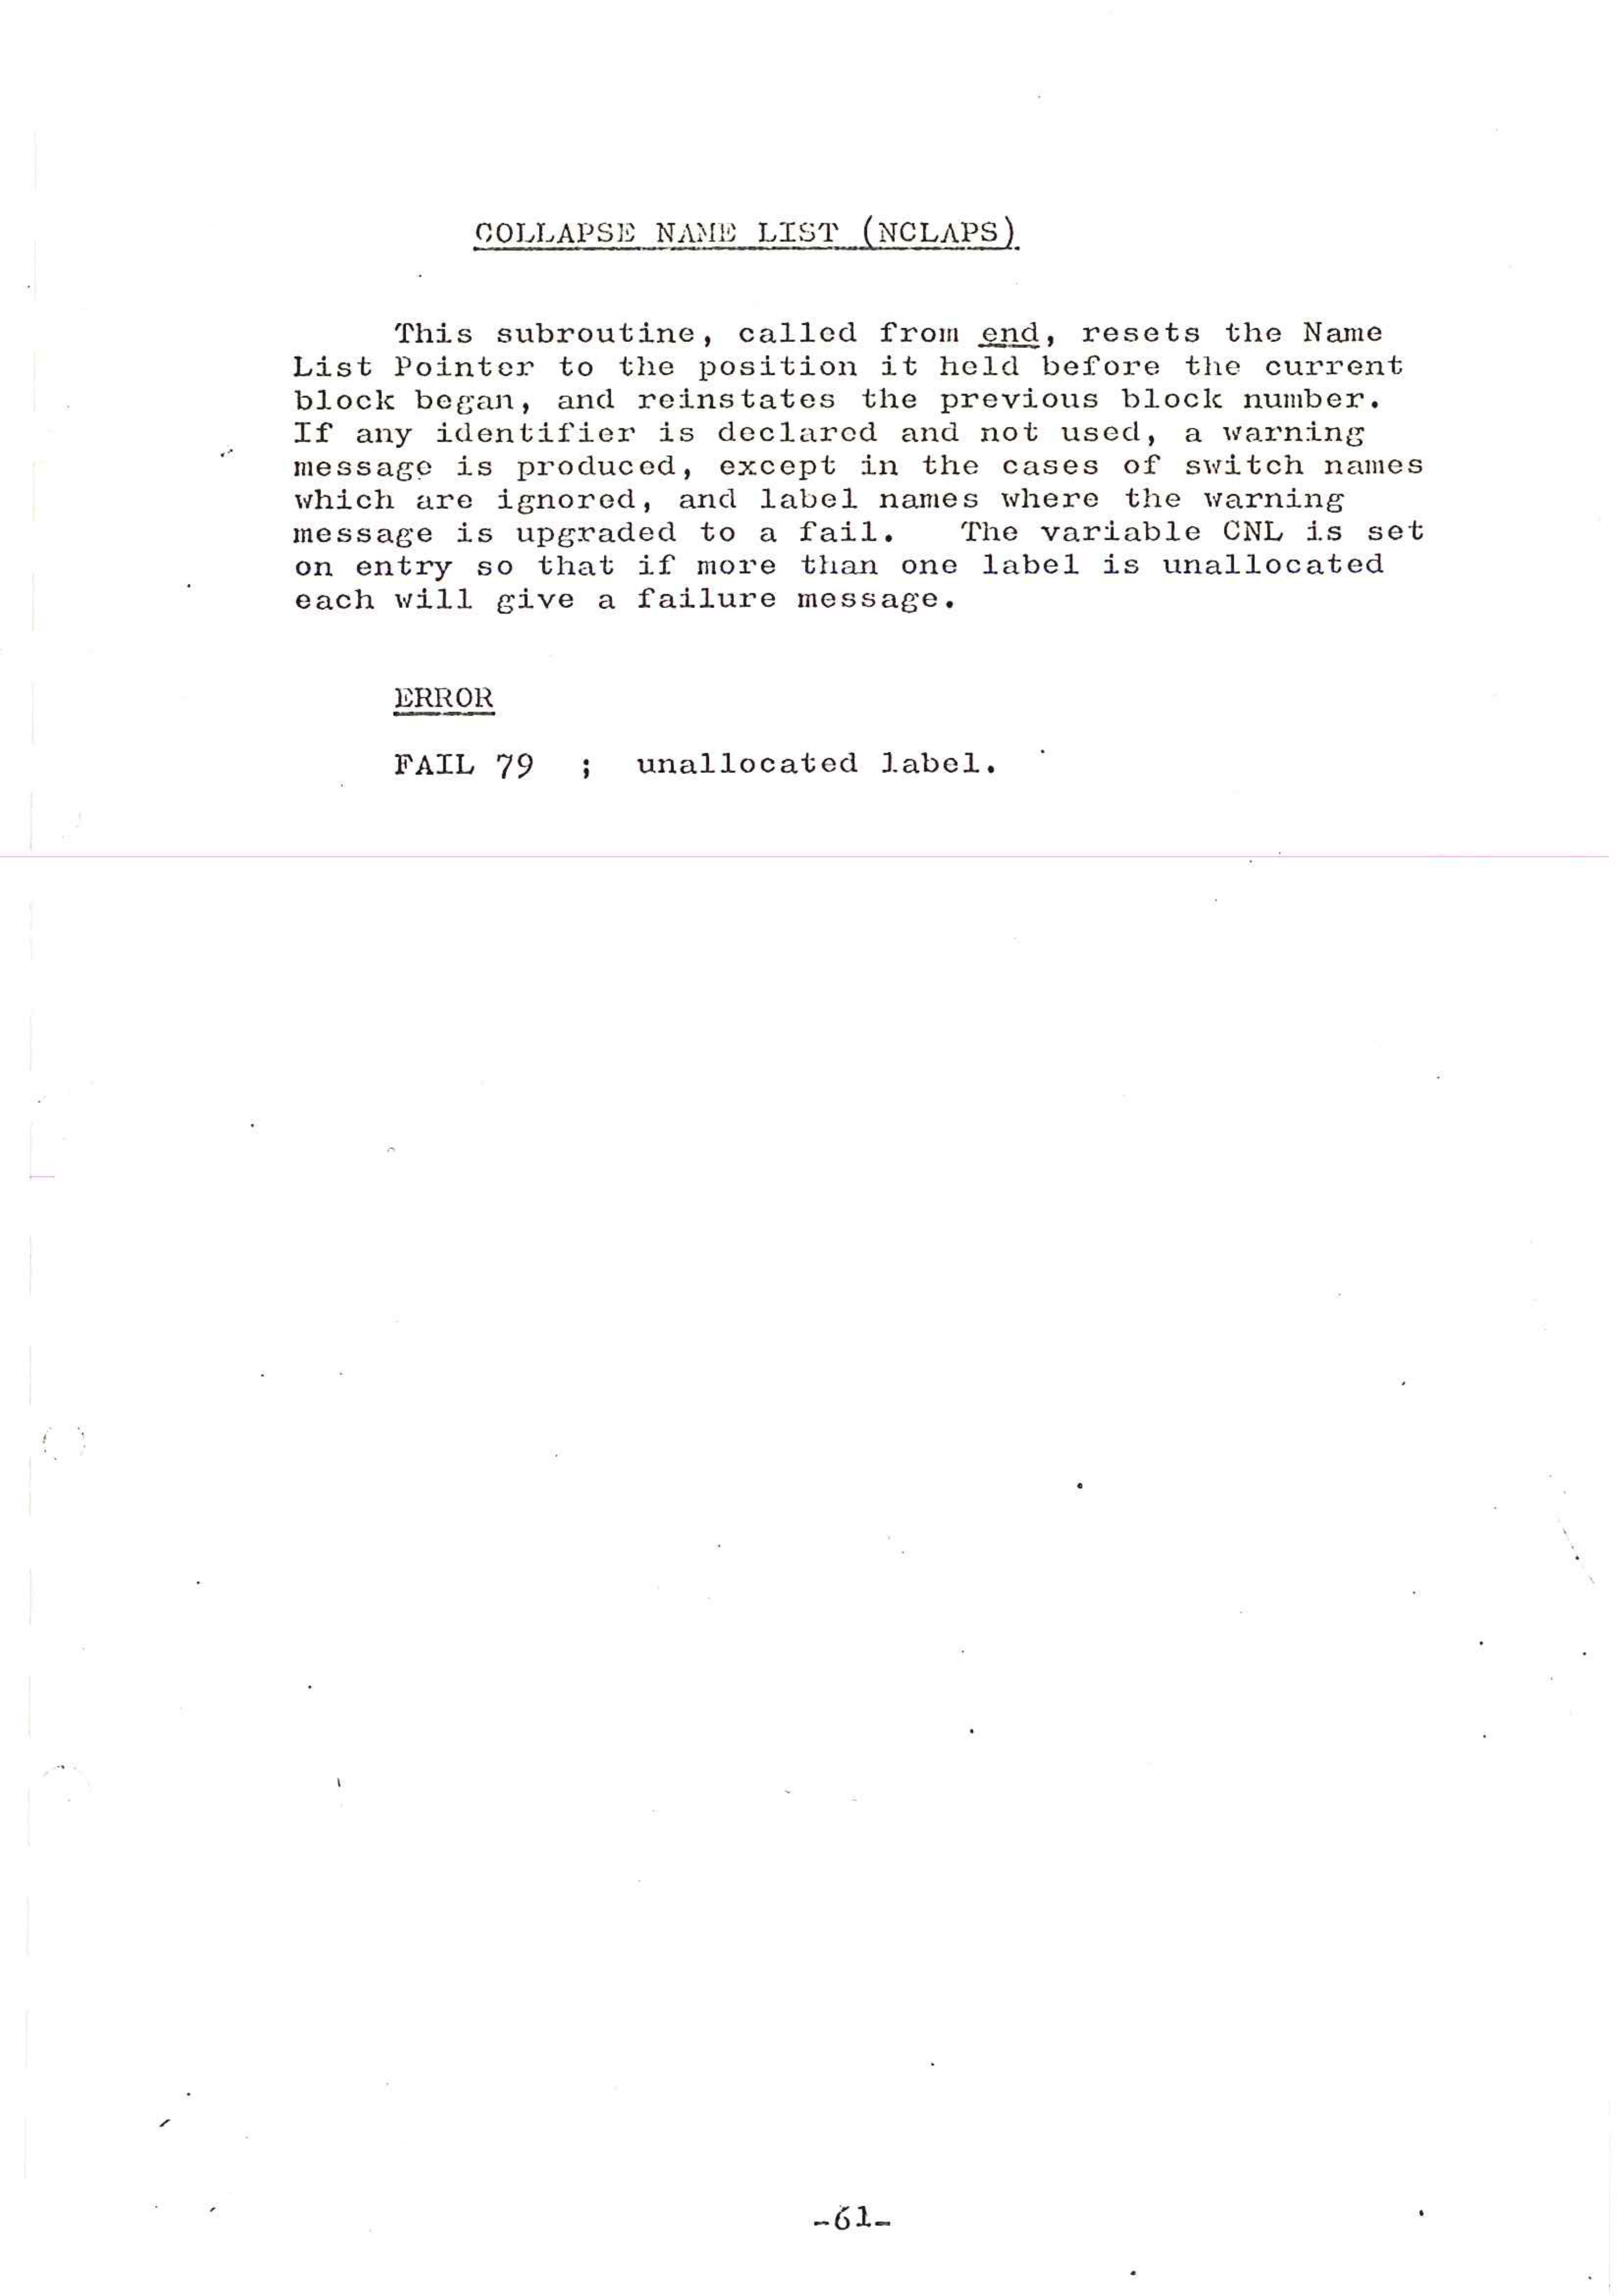 COLLAPSE NAME LIST (NCLAPS)
This subroutine, called from end, resets the Name
List Pointer to the position it held before the current
block began, and reinstates the previous block number.
If any identifier is declared and not used, a warning
message is produced, except in the cases of switch names
which are ignored, and label names where the warning
message is upgraded to a fail. The variable CNL is set
on entry so that if more than one label is unallocated
each will give a failure message.
ERROR
FAIL 79 ; unallocated label.
-61-